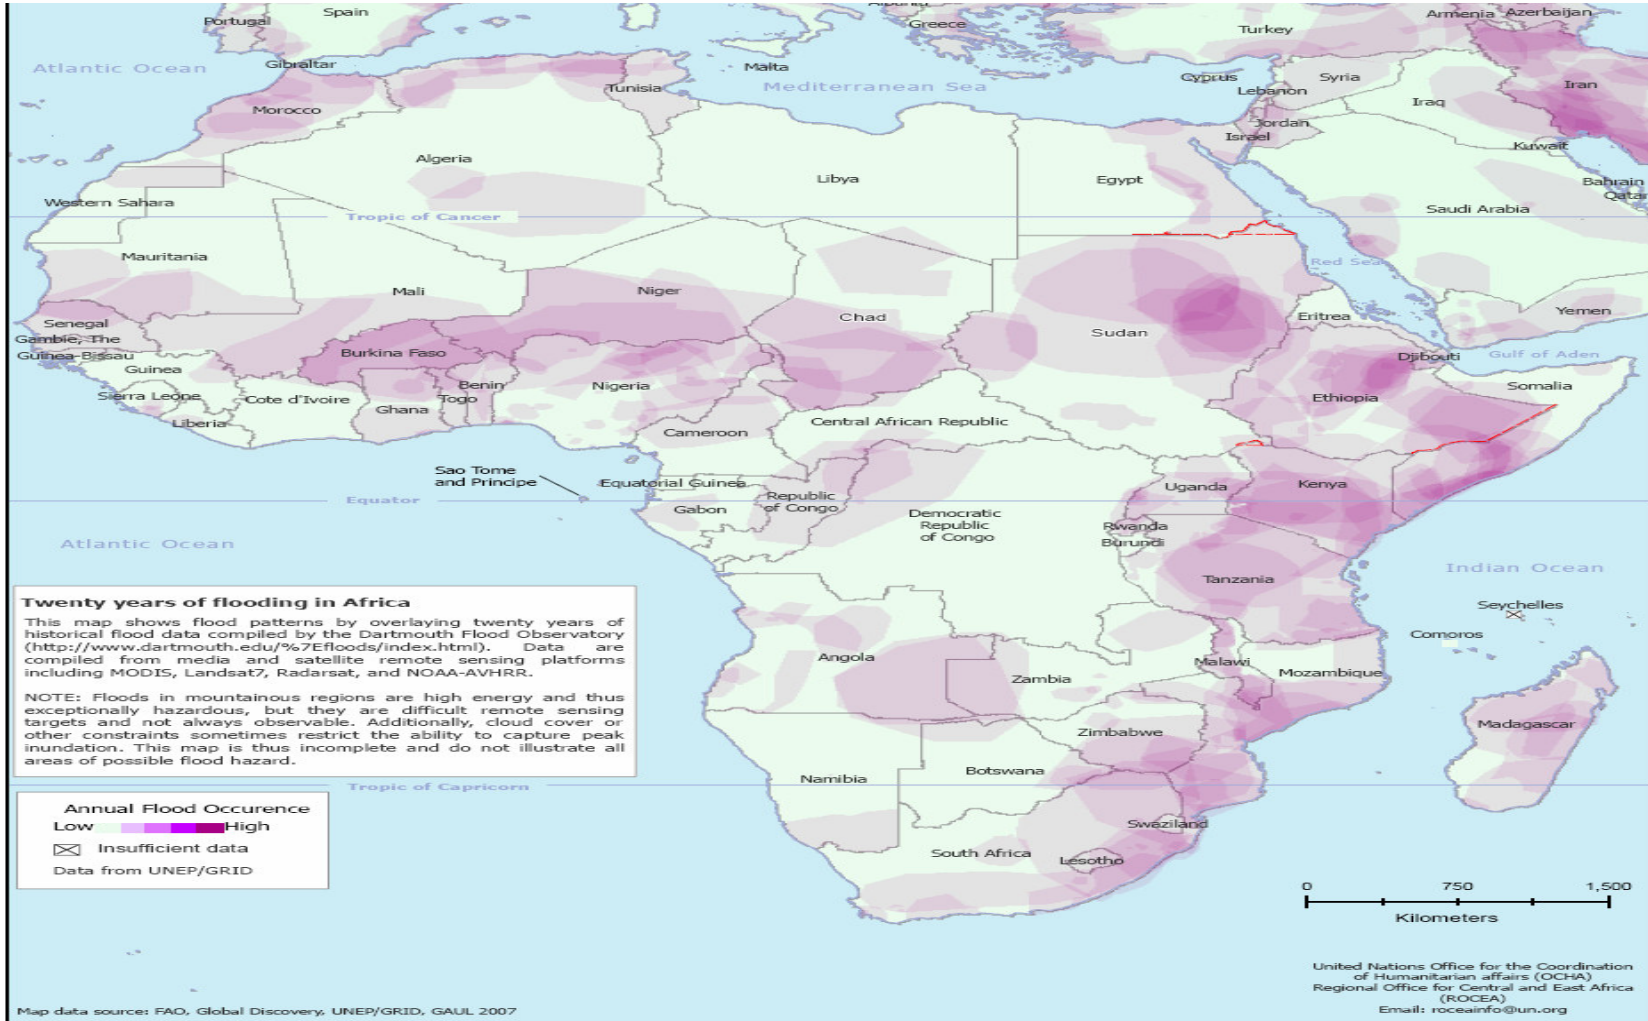 Portugal
Spain
Albania
Greece
Turkey
Armenia
Azerbaijan
Atlantic Ocean
Gibraltar
Malta
Mediterranean Sea
Cyprus
Syria
Lebanon
Iran
Iraq
Morocco
Tunisia
Jordan
Israel
Kuwait
Algeria
Libya
Egypt
Bahrain
Qatar
Western Sahara
Tropic of Cancer
Saudi Arabia
Mauritania
Red Sea
Mali
Niger
Chad
Sudan
Eritrea
Yemen
Senegal
Gambie, The
Guinea-Bissau
Burkina Faso
Djibouti
Gulf of Aden
Guinea
Benin
Nigeria
Somalia
Sierra Leone
Cote d'Ivoire
Togo
Ghana
Ethiopia
Liberia
Cameroon
Central African Republic
Sao Tome
and Principe
Equatorial Guinea
Uganda
Kenya
Equator
Gabon
Republic
of Congo
Democratic
Republic
of Congo
Rwanda
Burundi
Atlantic Ocean
Tanzania
Indian Ocean
Seychelles
Comoros
Angola
Malawi
Zambia
Mozambique
Madagascar
Zimbabwe
Namibia
Botswana
Tropic of Capricorn
Swaziland
South Africa
Lesotho
Twenty years of flooding in Africa
This map shows flood patterns by overlaying twenty years of
historical flood data compiled by the Dartmouth Flood Observatory
(http://www.dartmouth.edu/%7Efloods/index.html). Data are
compiled from media and satellite remote sensing platforms
including MODIS, Landsat7, Radarsat, and NOAA-AVHRR.
NOTE: Floods in mountainous regions are high energy and thus
exceptionally hazardous, but they are difficult remote sensing
targets and not always observable. Additionally, cloud cover or
other constraints sometimes restrict the ability to capture peak
inundation. This map is thus incomplete and do not illustrate all
areas of possible flood hazard.
Annual Flood Occurence
Low High
Insufficient data
Data from UNEP/GRID
0 750 1,500
Kilometers
United Nations Office for the Coordination
of Humanitarian affairs (OCHA)
Regional Office for Central and East Africa
(ROCEA)
Email: roceainfo@un.org
Map data source: FAO, Global Discovery, UNEP/GRID, GAUL 2007